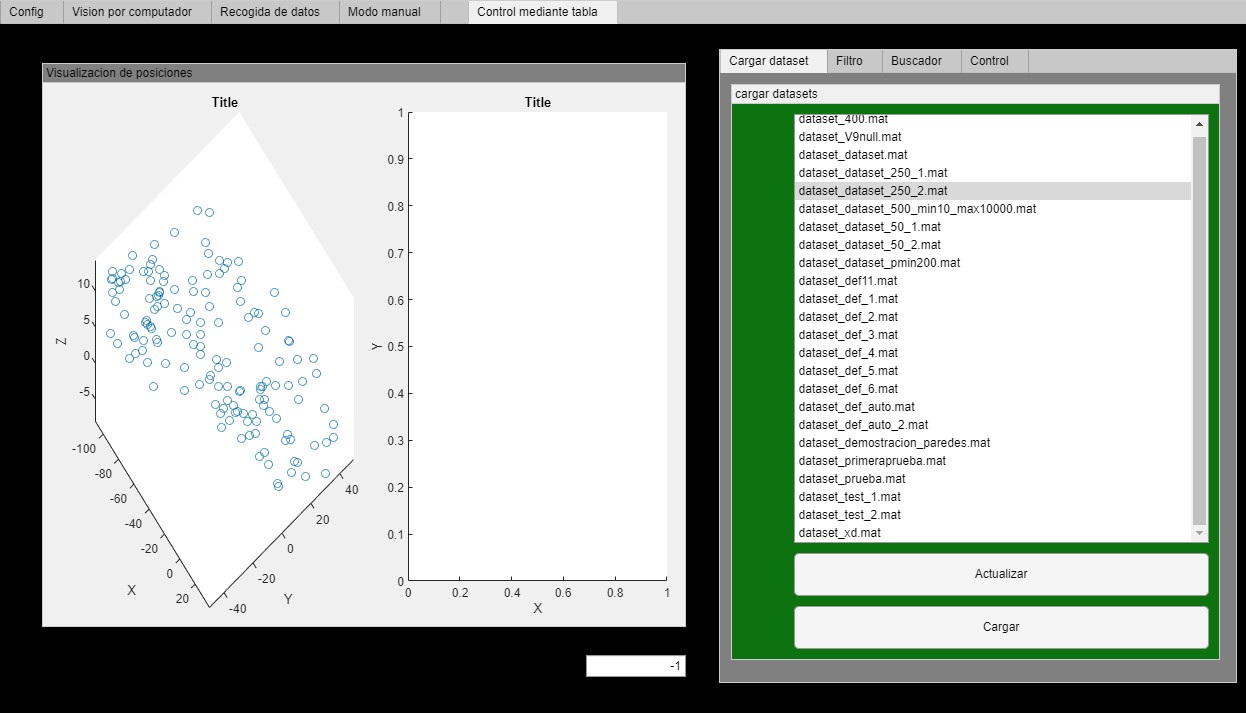 Config Vision por computador Recogida de datos Modo manual Control mediante tabla
Visualizacion de posiciones
Title
Z
10
5
0
-5
-100
-80
-60
-40
-20
0
20
X
-40
-20
0
20
40
Y
Title
1
0.9
0.8
0.7
0.6
0.5
0.4
0.3
0.2
0.1
0
Y
0 0.2 0.4 0.6 0.8 1
X
-1
Cargar dataset Filtro Buscador Control
cargar datasets
dataset_400.mat
dataset_V9null.mat
dataset_dataset.mat
dataset_dataset_250_1.mat
dataset_dataset_250_2.mat
dataset_dataset_500_min10_max10000.mat
dataset_dataset_50_1.mat
dataset_dataset_50_2.mat
dataset_dataset_pmin200.mat
dataset_def11.mat
dataset_def_1.mat
dataset_def_2.mat
dataset_def_3.mat
dataset_def_4.mat
dataset_def_5.mat
dataset_def_6.mat
dataset_def_auto.mat
dataset_def_auto_2.mat
dataset_demostracion_paredes.mat
dataset_primeraprueba.mat
dataset_prueba.mat
dataset_test_1.mat
dataset_test_2.mat
dataset_xd.mat
Actualizar
Cargar